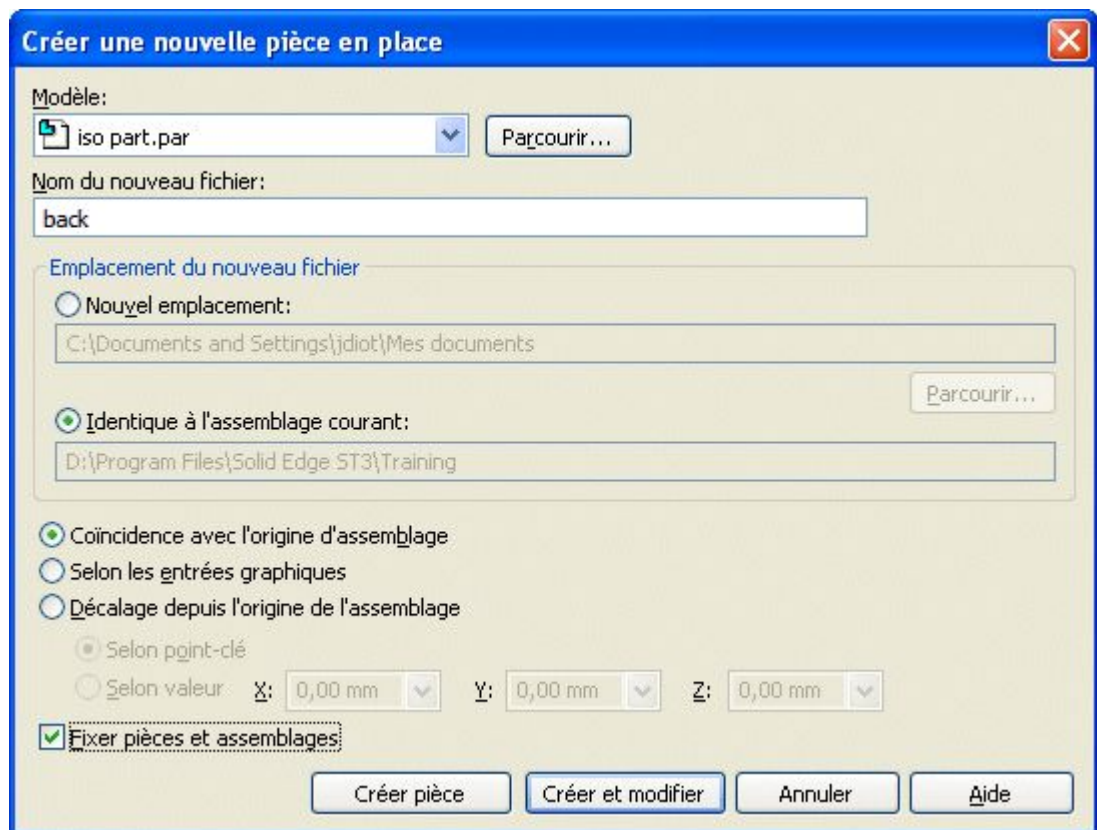 Créer une nouvelle pièce en place
Modèle:
iso part.par
Parcourir...
Nom du nouveau fichier:
back
Emplacement du nouveau fichier
Nouvel emplacement:
C:\Documents and Settings\jdiot\Mes documents
Parcourir...
Identique à l'assemblage courant:
D:\Program Files\Solid Edge ST3\Training
Coïncidence avec l'origine d'assemblage
Selon les entrées graphiques
Décalage depuis l'origine de l'assemblage
Selon point-clé
Selon valeur X: 0,00 mm Y: 0,00 mm Z: 0,00 mm
Fixer pièces et assemblages
Créer pièce Créer et modifier Annuler Aide